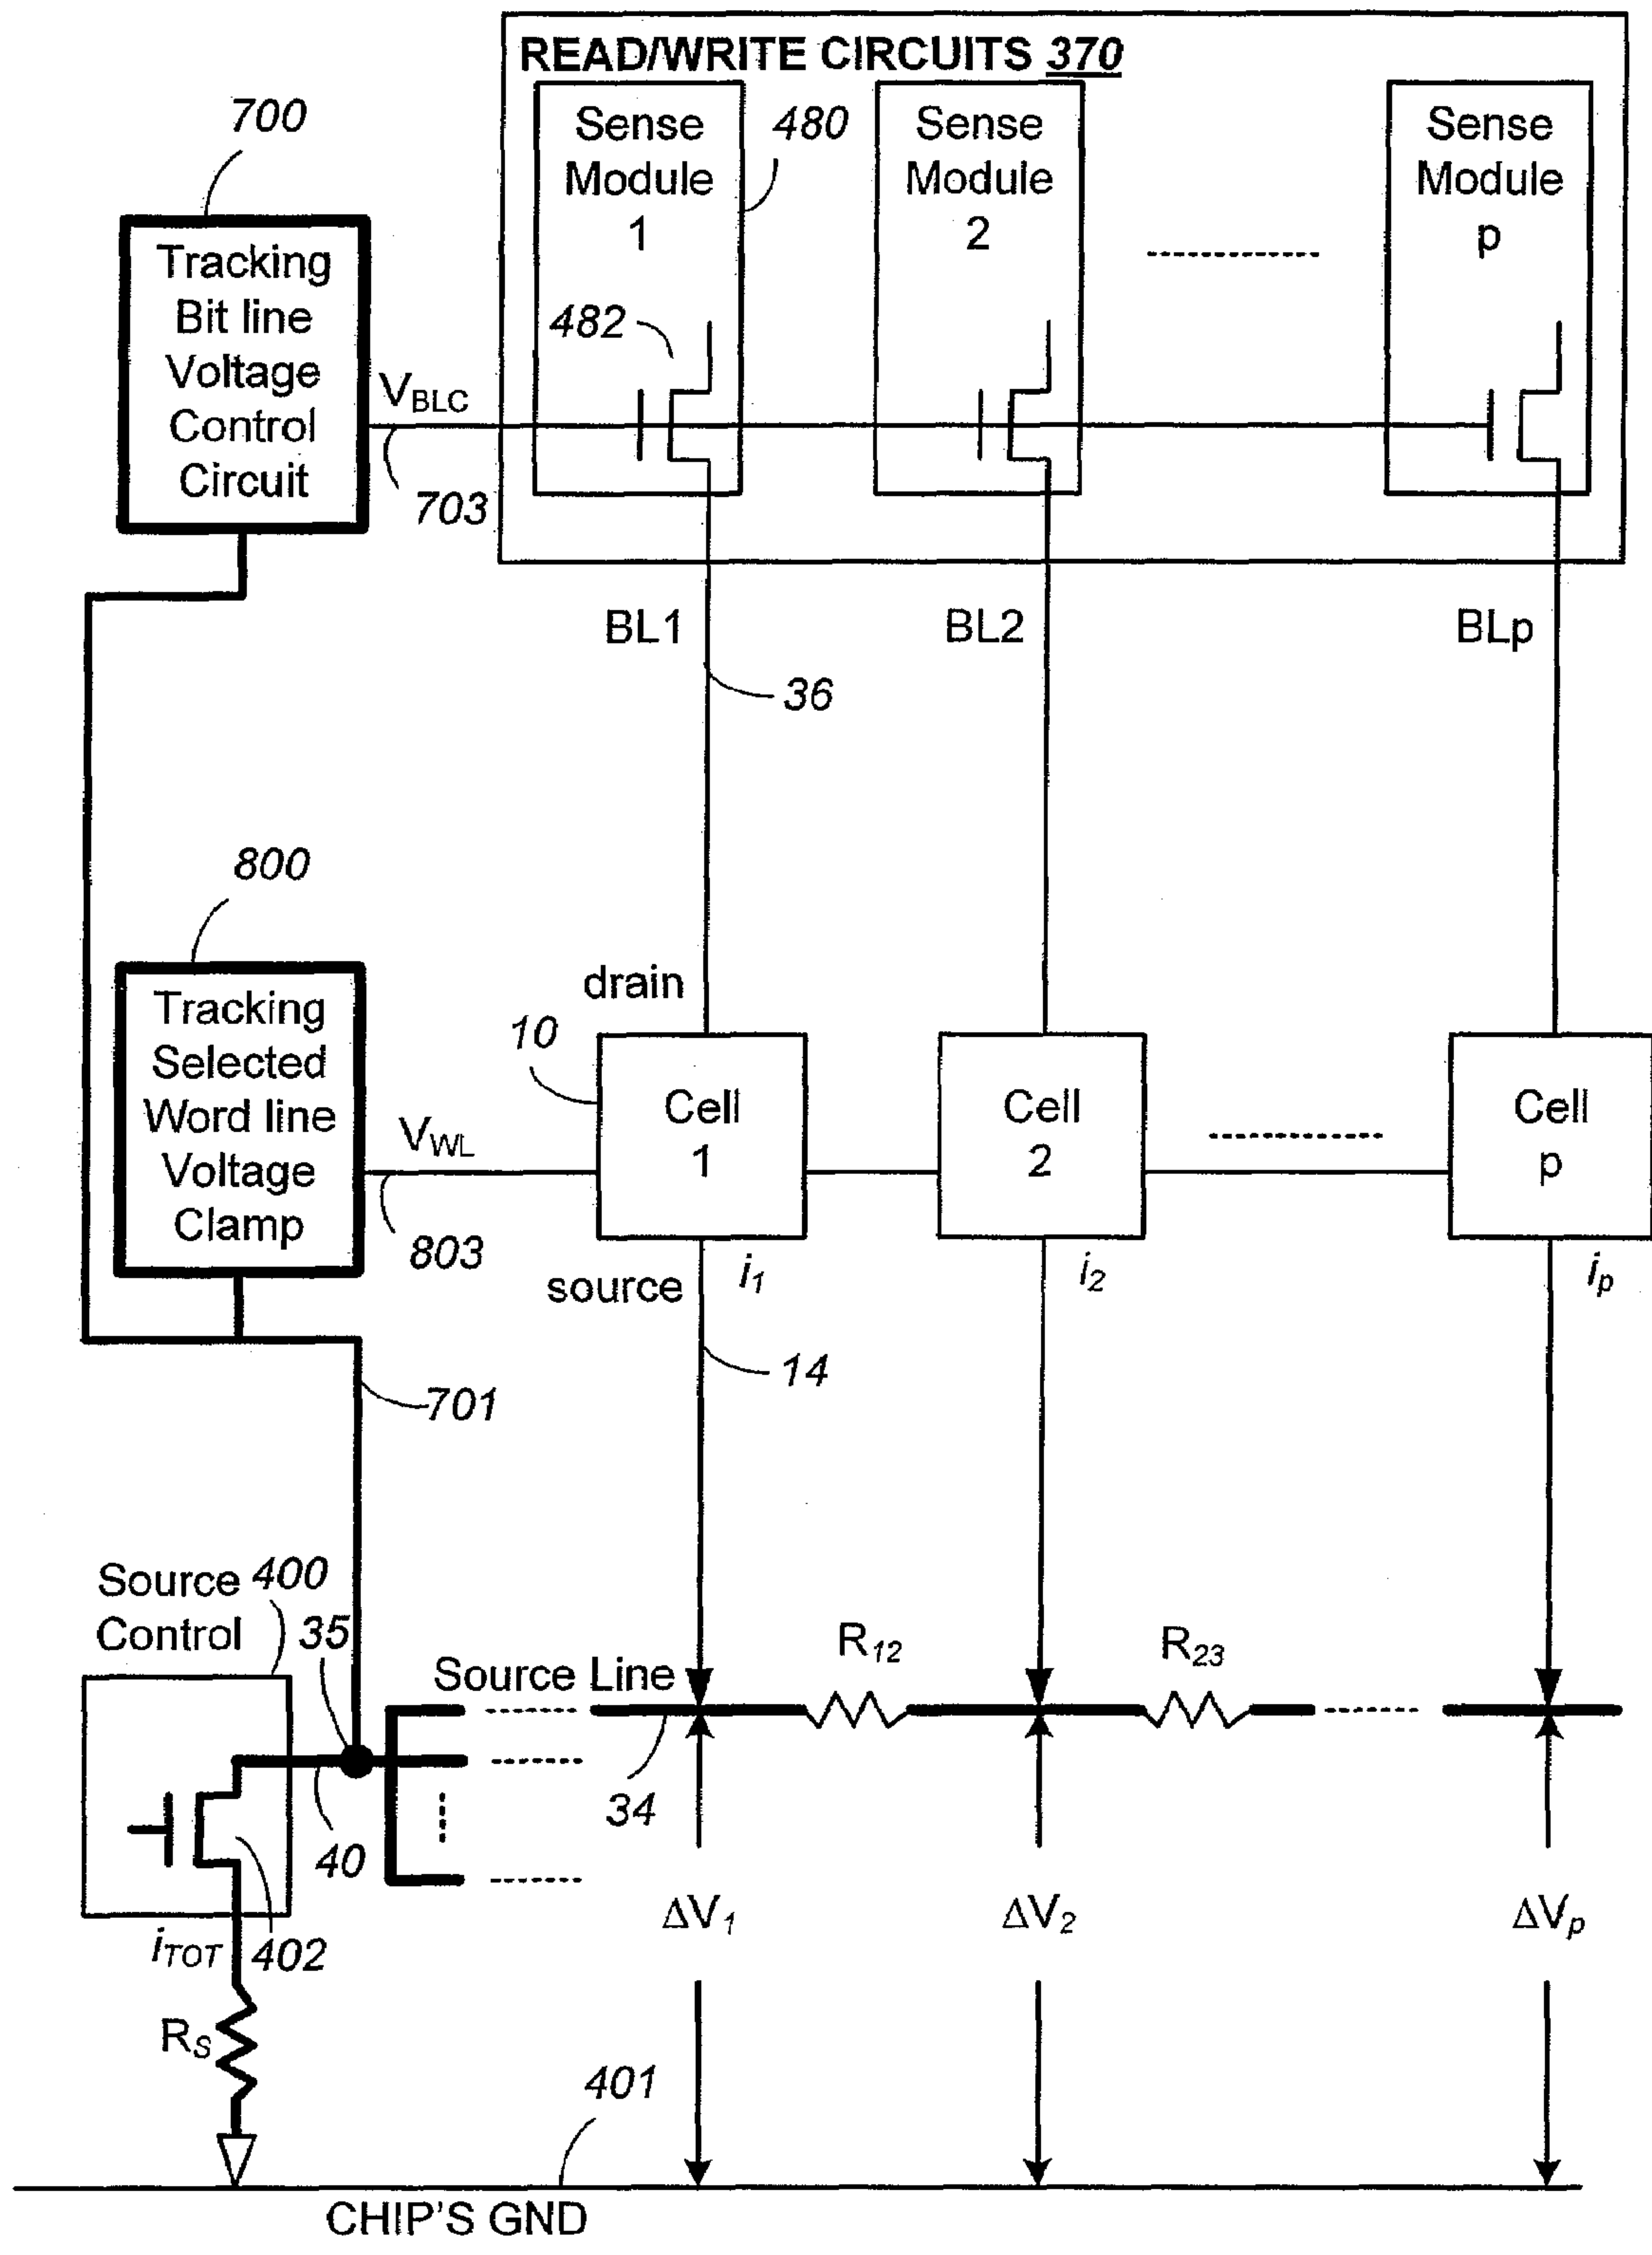 READ/WRITE CIRCUITS 370
Sense
Module
1
480
Sense
Module
2
Sense
Module
p
700
Tracking
Bit line
Voltage
Control
Circuit
482
VBLC
703
BL1
BL2
BLp
36
800
Tracking
Selected
Word line
Voltage
Clamp
drain
10
Cell
1
Cell
2
Cell
p
VWL
803
source
i1
i2
ip
14
701
Source
Control
400
35
Source Line
R12
R23
34
40
402
iTOT
ΔV1
ΔV2
ΔVp
RS
401
CHIP'S GND